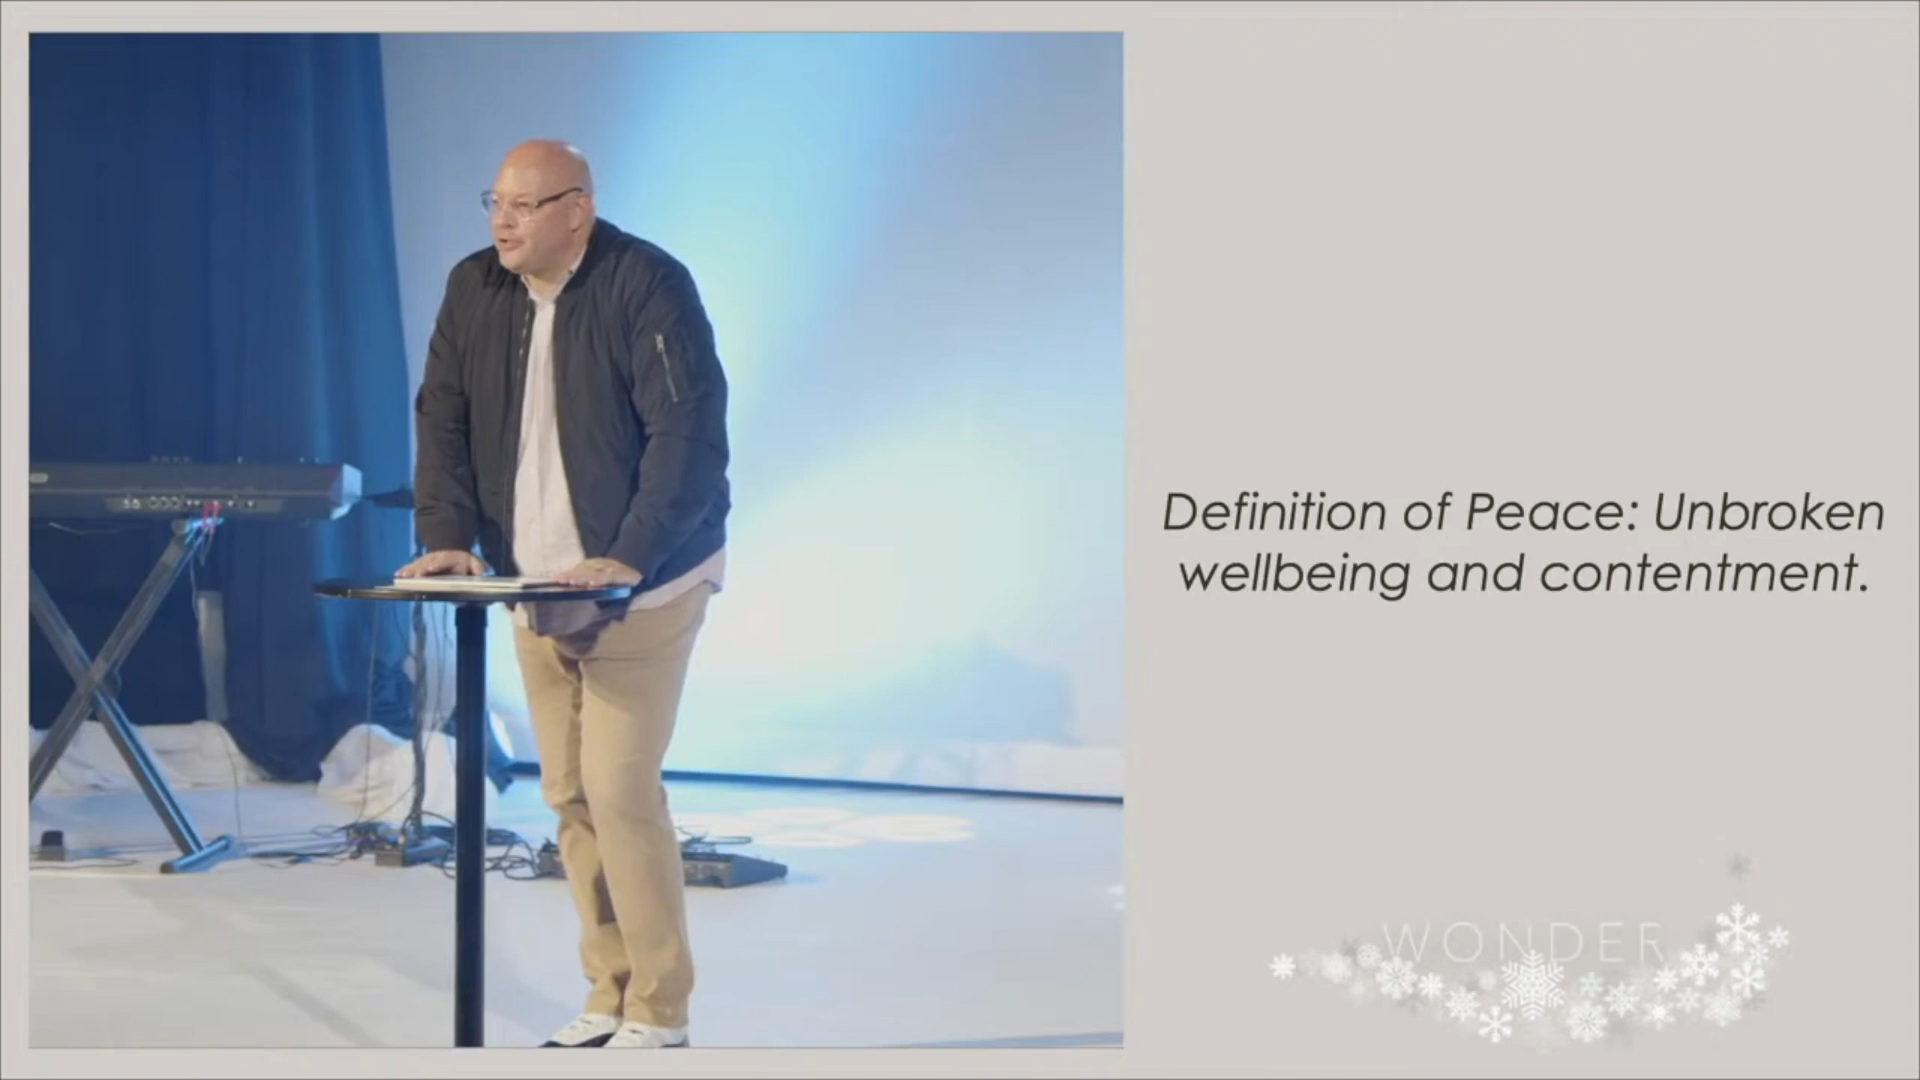 Definition of Peace: Unbroken
wellbeing and contentment.
WONDER